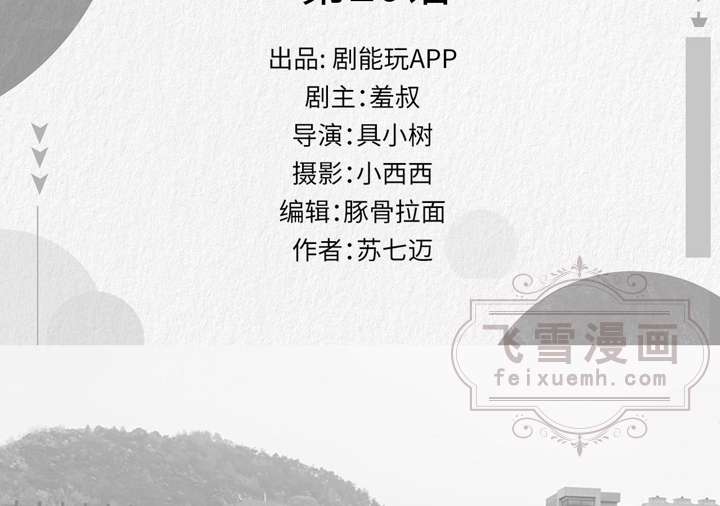 出品: 剧能玩APP
剧主:羞叔
导演:具小树
摄影:小西西
编辑:豚骨拉面
作者:苏七迈
飞雪漫画
feixuemh.com